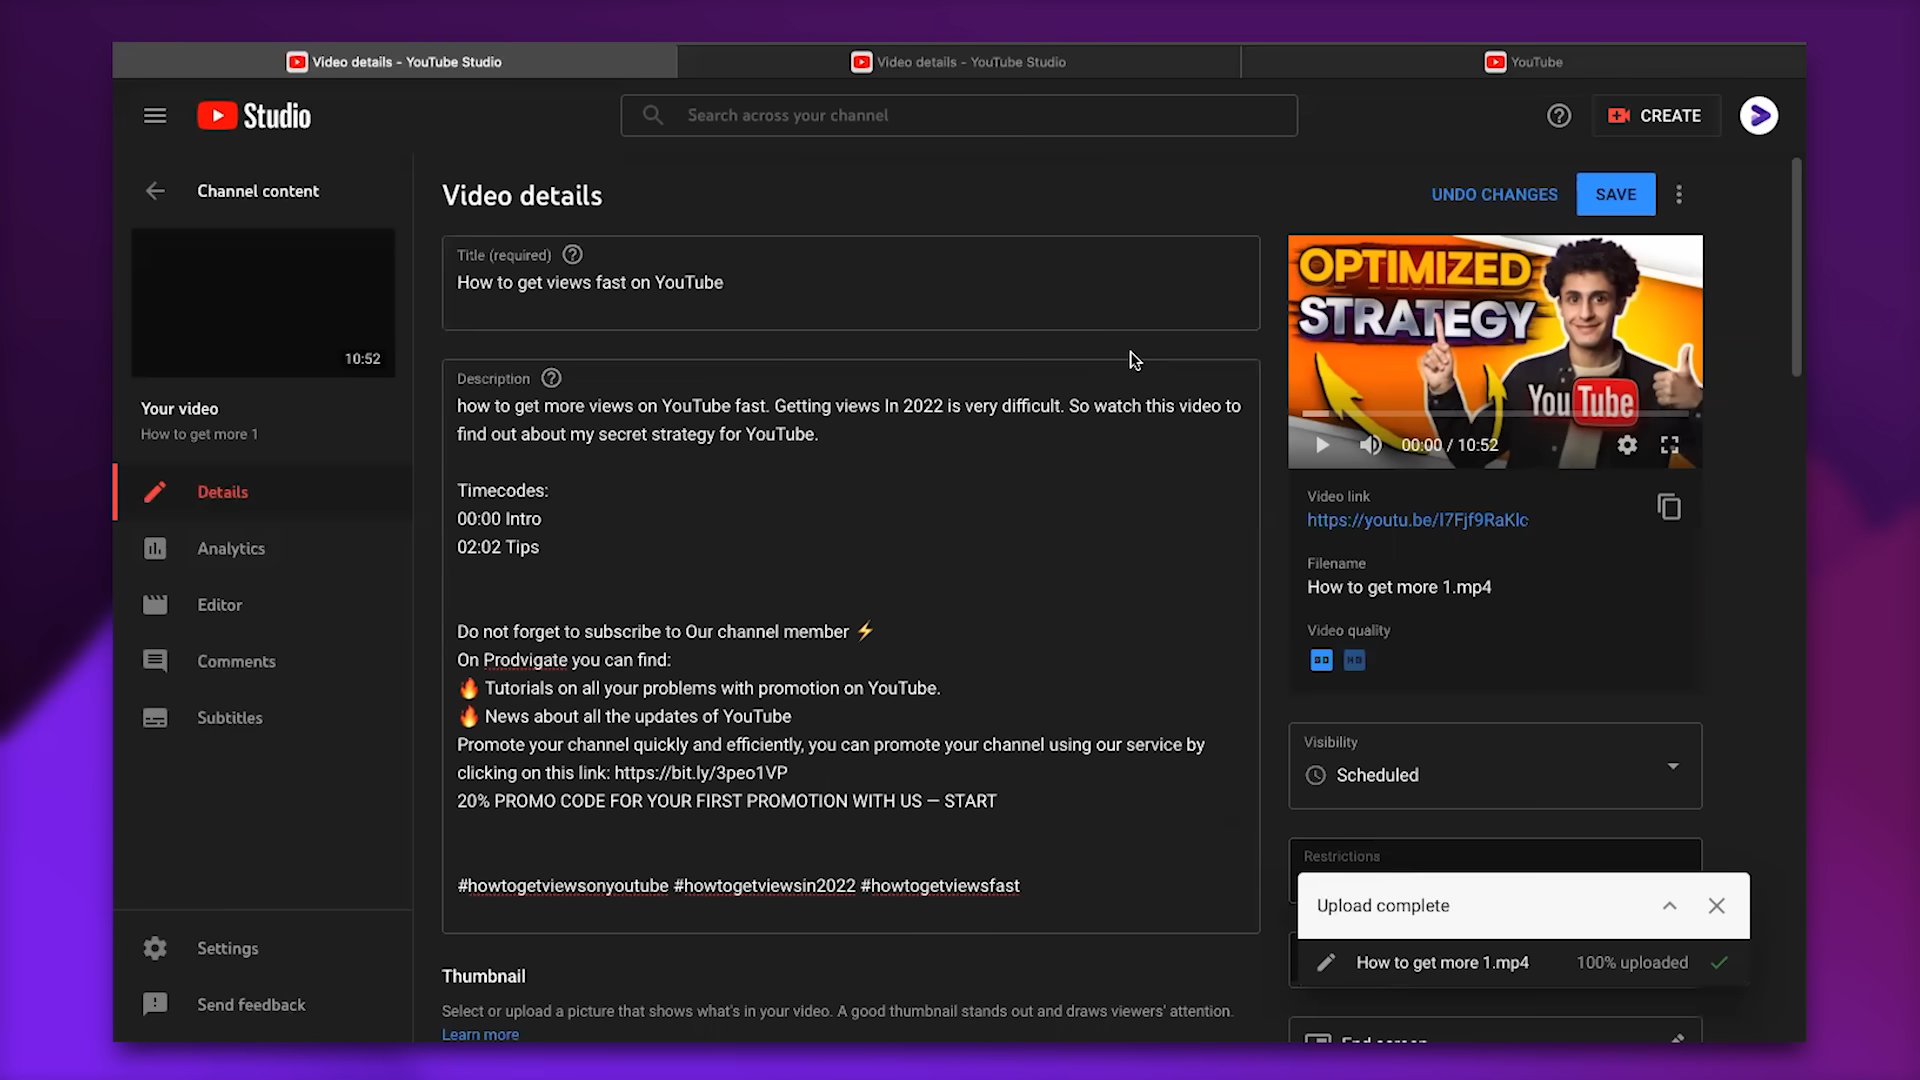 Video details - YouTube Studio
Video details - YouTube Studio
YouTube
Studio
Search across your channel
CREATE
Channel content
10:52
Your video
How to get more 1
Details
Analytics
Editor
Comments
Subtitles
Settings
Send feedback
Video details
UNDO CHANGES
SAVE
Title (required)
How to get views fast on YouTube
Description
how to get more views on YouTube fast. Getting views In 2022 is very difficult. So watch this video to
find out about my secret strategy for YouTube.
Timecodes:
00:00 Intro
02:02 Tips
Do not forget to subscribe to Our channel member ⚡
On Prodvigate you can find:
🔥 Tutorials on all your problems with promotion on YouTube.
🔥 News about all the updates of YouTube
Promote your channel quickly and efficiently, you can promote your channel using our service by
clicking on this link: https://bit.ly/3peo1VP
20% PROMO CODE FOR YOUR FIRST PROMOTION WITH US – START
#howtogetviewsonyoutube #howtogetviewsin2022 #howtogetviewsfast
Thumbnail
Select or upload a picture that shows what's in your video. A good thumbnail stands out and draws viewers' attention.
Learn more
OPTIMIZED
STRATEGY
YouTube
00:00 / 10:52
Video link
https://youtu.be/I7Fjf9RaKlc
Filename
How to get more 1.mp4
Video quality
SD HD
Visibility
Scheduled
Restrictions
Upload complete
How to get more 1.mp4
100% uploaded
End screen